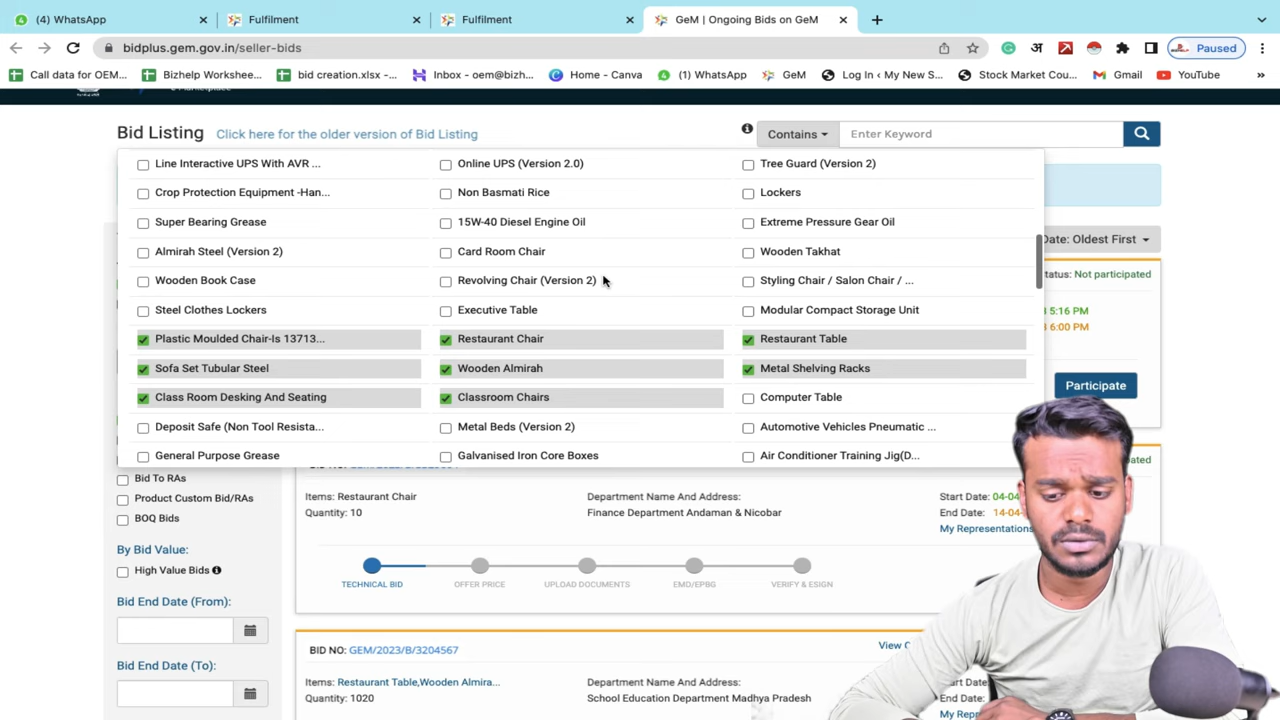 (4) WhatsApp
Fulfilment
Fulfilment
GeM | Ongoing Bids on GeM
bidplus.gem.gov.in/seller-bids
Paused
Call data for OEM...
Bizhelp Workshee...
bid creation.xlsx -...
Inbox - oem@bizh...
Home - Canva
(1) WhatsApp
GeM
Log In ‹ My New S...
Stock Market Cou...
Gmail
YouTube
Bid Listing
Click here for the older version of Bid Listing
Contains
Enter Keyword
Line Interactive UPS With AVR ...
Online UPS (Version 2.0)
Tree Guard (Version 2)
Crop Protection Equipment -Han...
Non Basmati Rice
Lockers
Super Bearing Grease
15W-40 Diesel Engine Oil
Extreme Pressure Gear Oil
Date: Oldest First
Almirah Steel (Version 2)
Card Room Chair
Wooden Takhat
Status: Not participated
Wooden Book Case
Revolving Chair (Version 2)
Styling Chair / Salon Chair / ...
Steel Clothes Lockers
Executive Table
Modular Compact Storage Unit
5:16 PM
6:00 PM
Plastic Moulded Chair-Is 13713...
Restaurant Chair
Restaurant Table
Sofa Set Tubular Steel
Wooden Almirah
Metal Shelving Racks
Participate
Class Room Desking And Seating
Classroom Chairs
Computer Table
Deposit Safe (Non Tool Resista...
Metal Beds (Version 2)
Automotive Vehicles Pneumatic ...
General Purpose Grease
Galvanised Iron Core Boxes
Air Conditioner Training Jig(D...
Bid To RAs
Product Custom Bid/RAs
BOQ Bids
Items: Restaurant Chair
Quantity: 10
Department Name And Address:
Finance Department Andaman & Nicobar
Start Date: 04-04
End Date: 14-04
My Representations
TECHNICAL BID
OFFER PRICE
UPLOAD DOCUMENTS
EMD/EPBG
VERIFY & ESIGN
By Bid Value:
High Value Bids
Bid End Date (From):
Bid End Date (To):
BID NO: GEM/2023/B/3204567
View C
Items: Restaurant Table,Wooden Almira...
Quantity: 1020
Department Name And Address:
School Education Department Madhya Pradesh
End Date:
My Repre